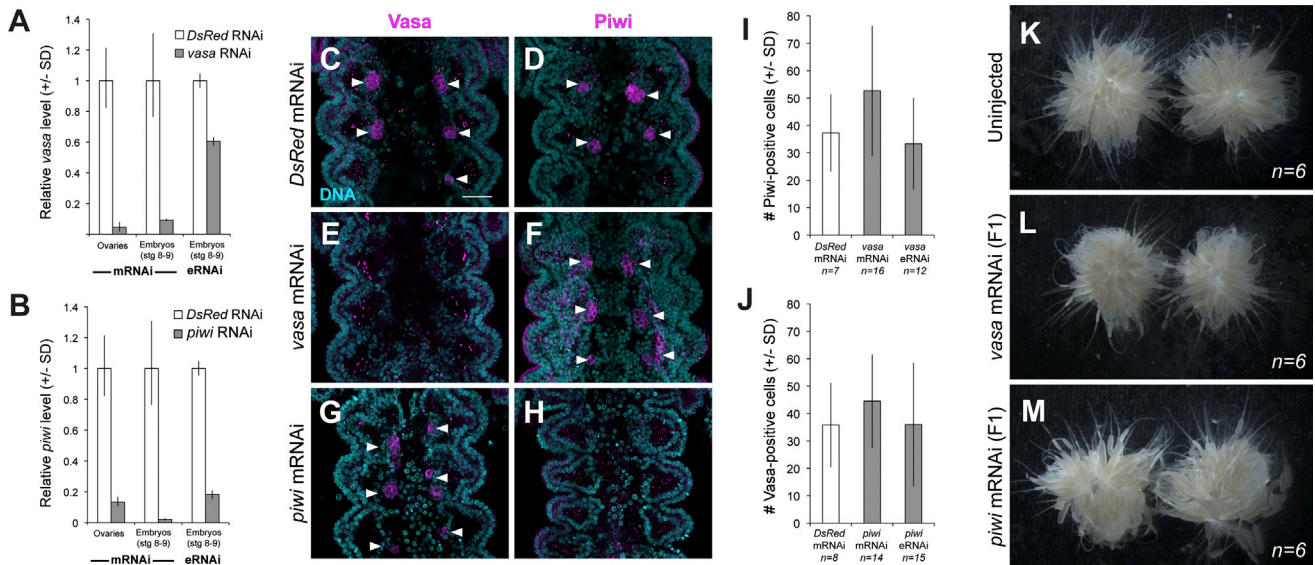 A
Relative vasa level (+/- SD)
1.4
1.2
1
0.8
0.6
0.4
0.2
DsRed RNAi
vasa RNAi
Ovaries
Embryos
(stg 8-9)
Embryos
(stg 8-9)
mRNAi
eRNAi
B
Relative piwi level (+/- SD)
1.4
1.2
1
0.8
0.6
0.4
0.2
0
DsRed RNAi
piwi RNAi
Ovaries
Embryos
(stg 8-9)
Embryos
(stg 8-9)
mRNAi
eRNAi
Vasa
Piwi
DsRed mRNAi
C
DNA
D
vasa mRNAi
E
F
piwi mRNAi
G
H
I
# Piwi-positive cells (+/- SD)
80
70
60
50
40
30
20
10
0
DsRed
mRNAi
n=7
vasa
mRNAi
n=16
vasa
eRNAi
n=12
J
# Vasa-positive cells (+/- SD)
80
70
60
50
40
30
20
10
0
DsRed
mRNAi
n=8
piwi
mRNAi
n=14
piwi
eRNAi
n=15
Uninjected
K
n=6
vasa mRNAi (F1)
L
n=6
piwi mRNAi (F1)
M
n=6